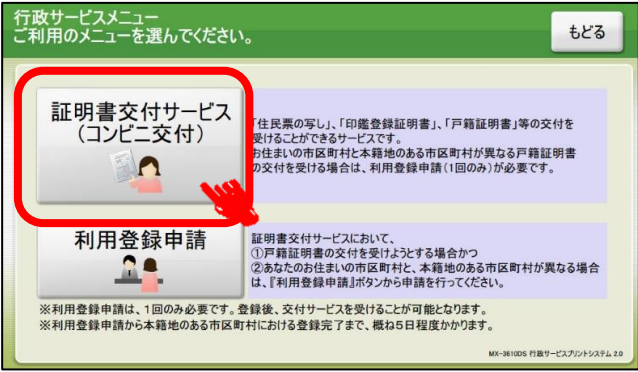 行政サービスメニュー
ご利用のメニューを選んでください。
もどる
証明書交付サービス
(コンビニ交付)
「住民票の写し」、「印鑑登録証明書」、「戸籍証明書」等の交付を
受けることができるサービスです。
お住まいの市区町村と本籍地のある市区町村が異なる戸籍証明書
の交付を受ける場合は、利用登録申請(1回のみ)が必要です。
利用登録申請
証明書交付サービスにおいて、
①戸籍証明書の交付を受けようとする場合かつ
②あなたのお住まいの市区町村と、本籍地のある市区町村が異なる場合
は、『利用登録申請』ボタンから申請を行ってください。
※利用登録申請は、1回のみ必要です。登録後、交付サービスを受けることが可能となります。
※利用登録申請から本籍地のある市区町村における登録完了まで、概ね5日程度かかります。
MX-3610DS 行政サービスプリントシステム 2.0